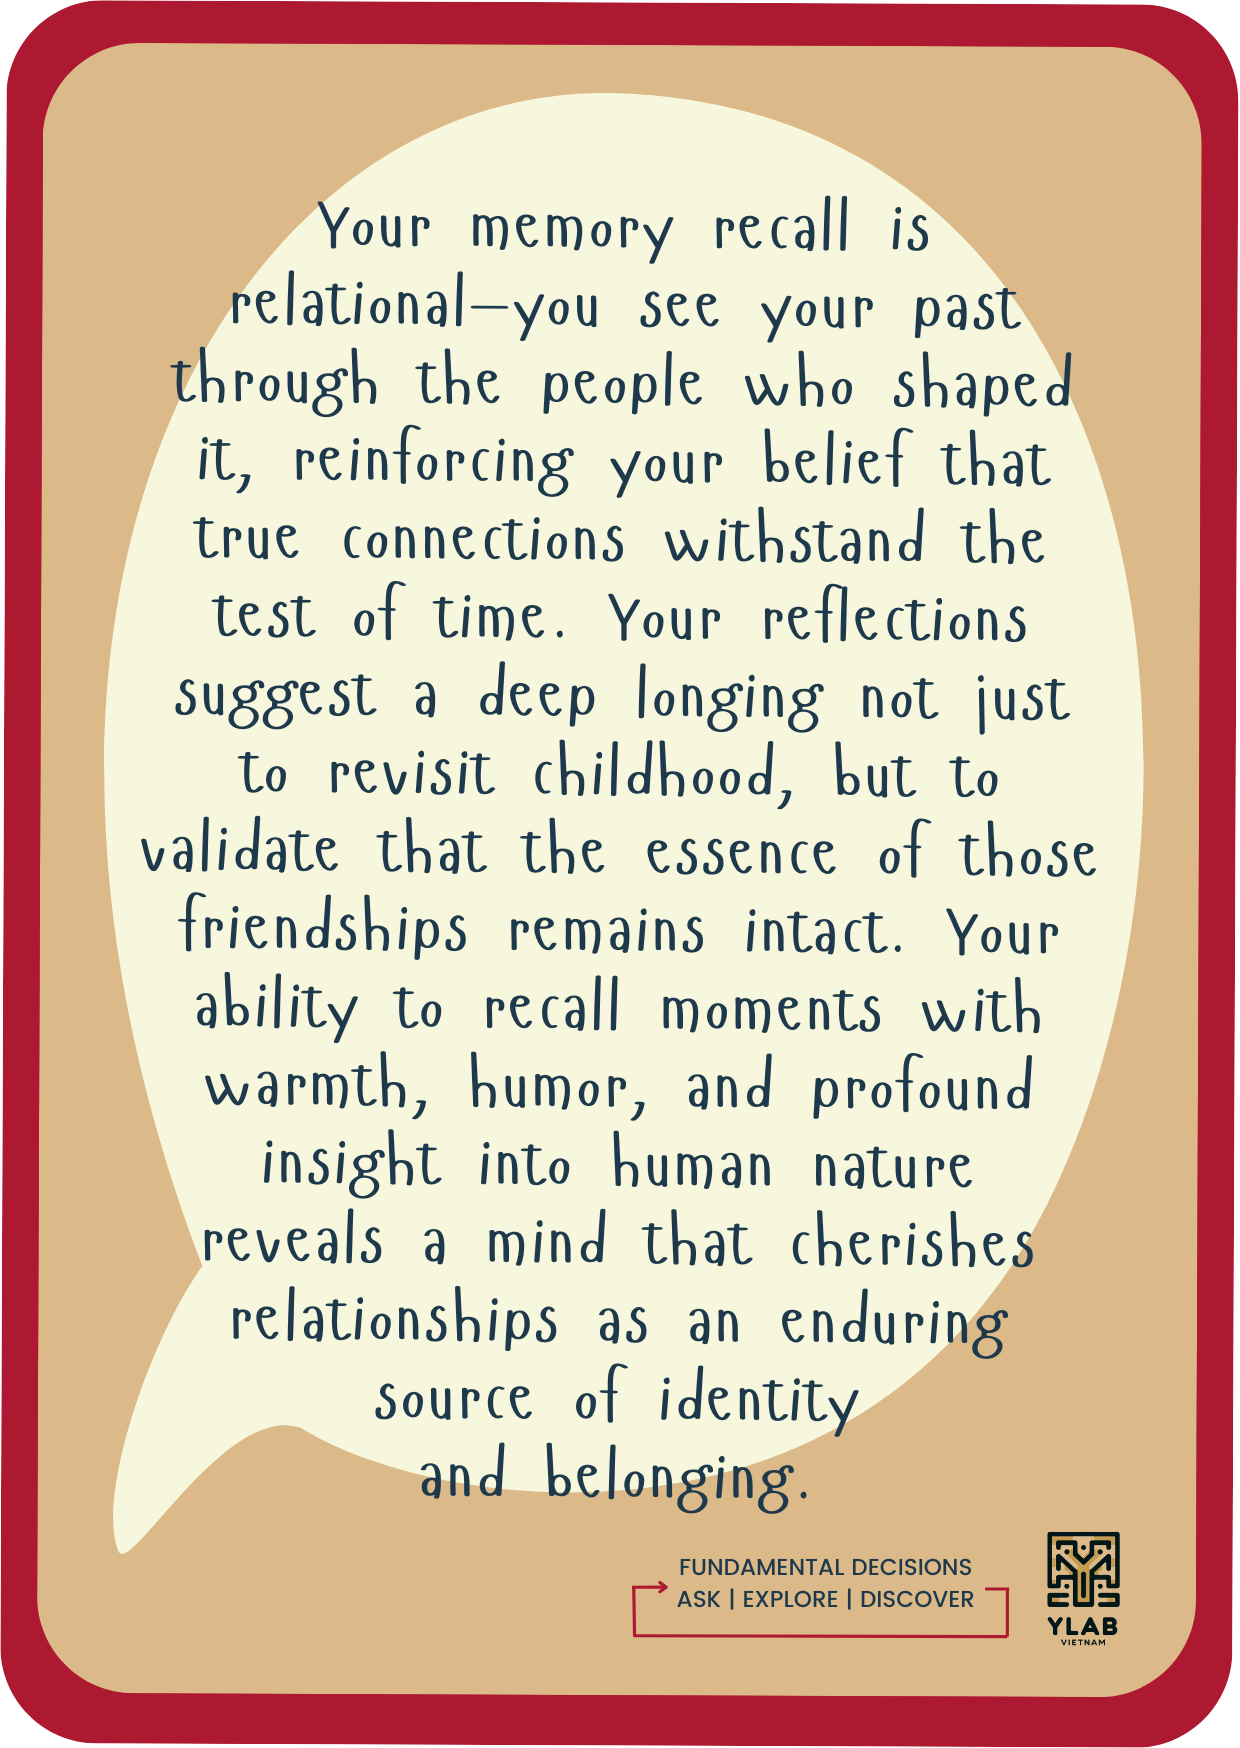 Your memory recall is
relational—you see your past
through the people who shaped
it, reinforcing your belief that
true connections withstand the
test of time. Your reflections
suggest a deep longing not just
to revisit childhood, but to
validate that the essence of those
friendships remains intact. Your
ability to recall moments with
warmth, humor, and profound
insight into human nature
reveals a mind that cherishes
relationships as an enduring
source of identity
and belonging.
FUNDAMENTAL DECISIONS
ASK | EXPLORE | DISCOVER
YLAB
VIETNAM